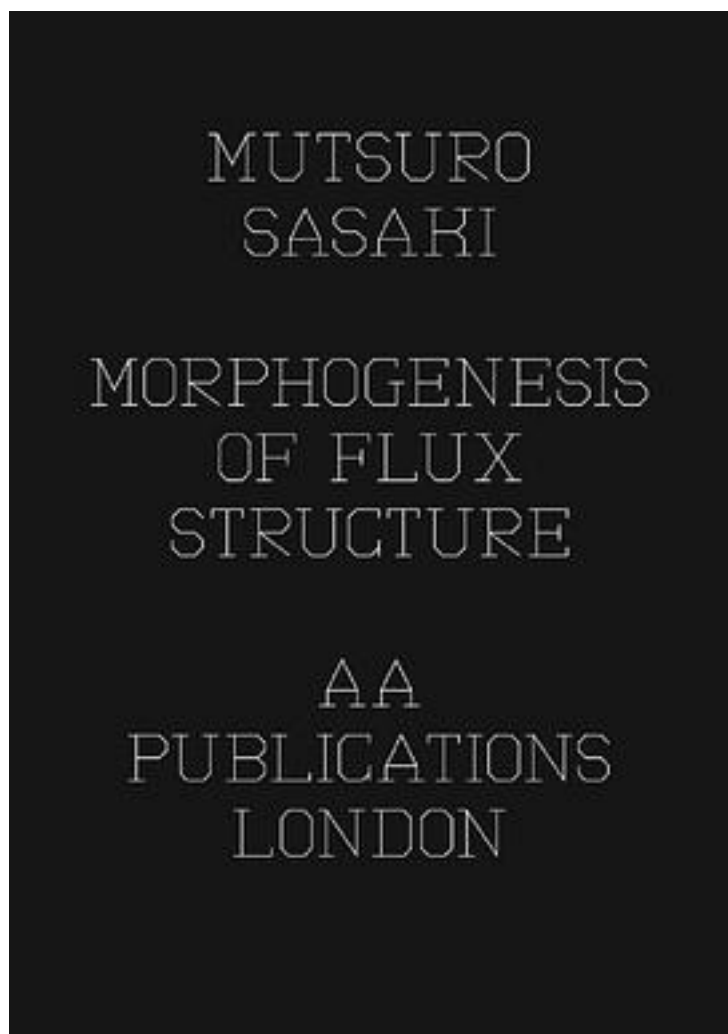 MUTSURO
SASAKI
MORPHOGENESIS
OF FLUX
STRUCTURE
AA
PUBLICATIONS
LONDON